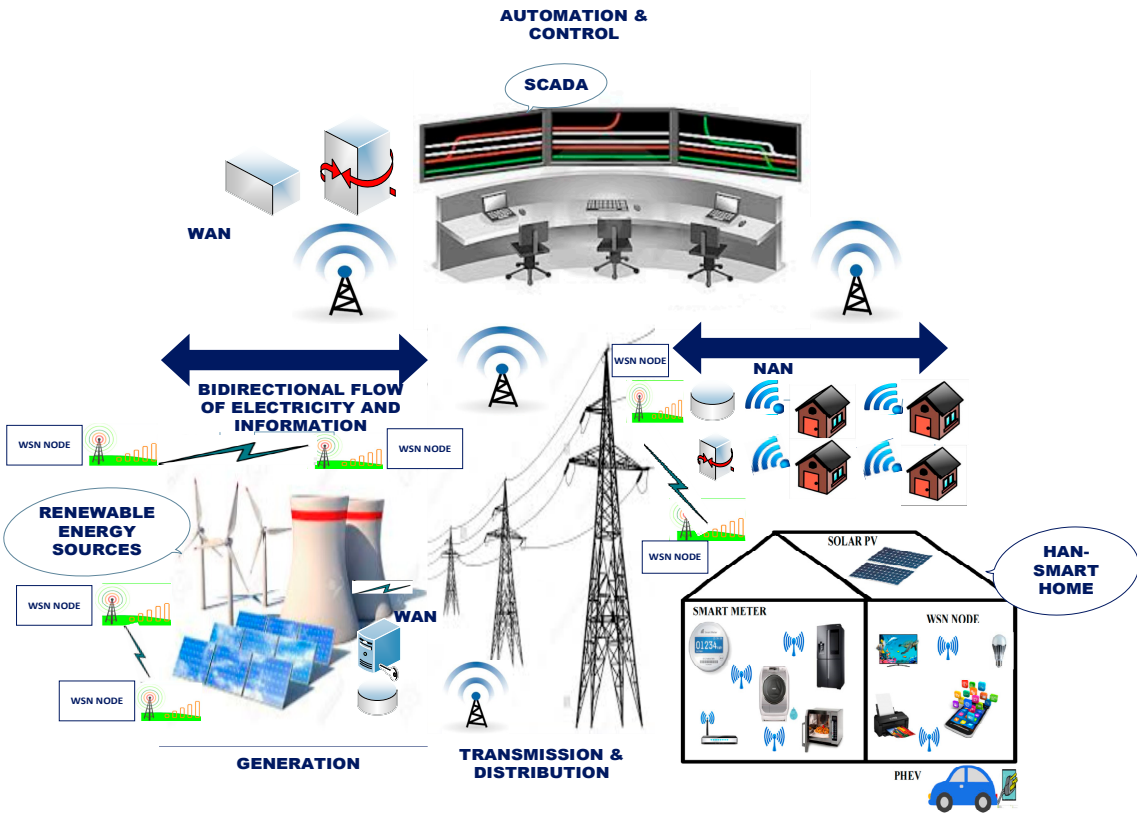 AUTOMATION &
CONTROL
SCADA
WAN
WSN NODE
NAN
BIDIRECTIONAL FLOW
OF ELECTRICITY AND
INFORMATION
WSN NODE
WSN NODE
RENEWABLE
ENERGY
SOURCES
WSN NODE
SOLAR PV
HAN-
SMART
HOME
WSN NODE
WAN
SMART METER
WSN NODE
01234
WSN NODE
GENERATION
TRANSMISSION &
DISTRIBUTION
PHEV